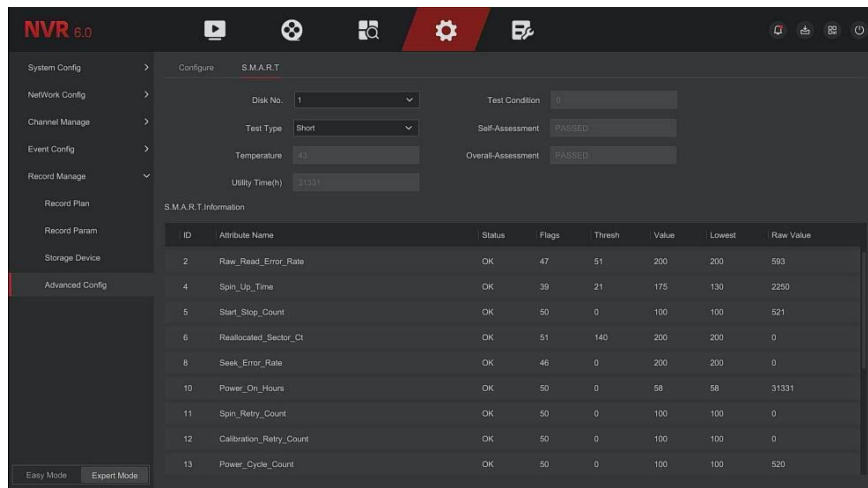 NVR 6.0
System Config
NetWork Config
Channel Manage
Event Config
Record Manage
Record Plan
Record Param
Storage Device
Advanced Config
Easy Mode Expert Mode
Configure S.M.A.R.T
Disk No. 1 Test Condition 0
Test Type Short Self-Assessment PASSED
Temperature 43 Overall-Assessment PASSED
Utility Time(h) 31331
S.M.A.R.T.Information
ID Attribute Name Status Flags Thresh Value Lowest Raw Value
2 Raw_Read_Error_Rate OK 47 51 200 200 593
4 Spin_Up_Time OK 39 21 175 130 2250
5 Start_Stop_Count OK 50 0 100 100 521
6 Reallocated_Sector_Ct OK 51 140 200 200 0
8 Seek_Error_Rate OK 46 0 200 200 0
10 Power_On_Hours OK 50 0 58 58 31331
11 Spin_Retry_Count OK 50 0 100 100 0
12 Calibration_Retry_Count OK 50 0 100 100 0
13 Power_Cycle_Count OK 50 0 100 100 520